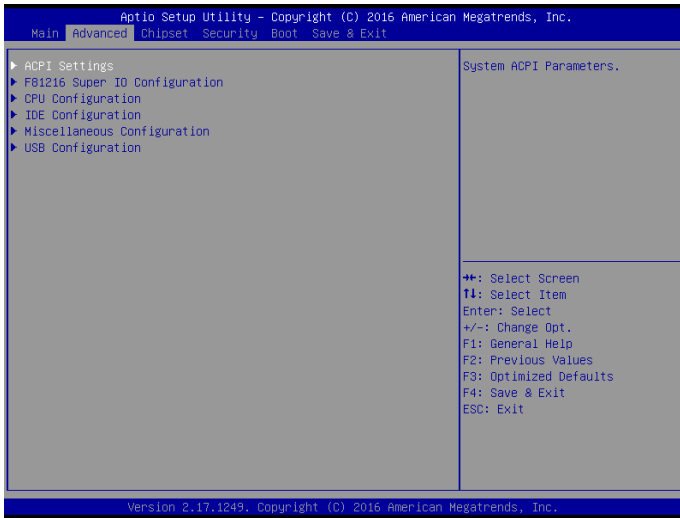 Aptio Setup Utility – Copyright (C) 2016 American Megatrends, Inc.
Main Advanced Chipset Security Boot Save & Exit
▶ ACPI Settings
▶ F81216 Super IO Configuration
▶ CPU Configuration
▶ IDE Configuration
▶ Miscellaneous Configuration
▶ USB Configuration
System ACPI Parameters.
→←: Select Screen
↑↓: Select Item
Enter: Select
+/-: Change Opt.
F1: General Help
F2: Previous Values
F3: Optimized Defaults
F4: Save & Exit
ESC: Exit
Version 2.17.1249. Copyright (C) 2016 American Megatrends, Inc.